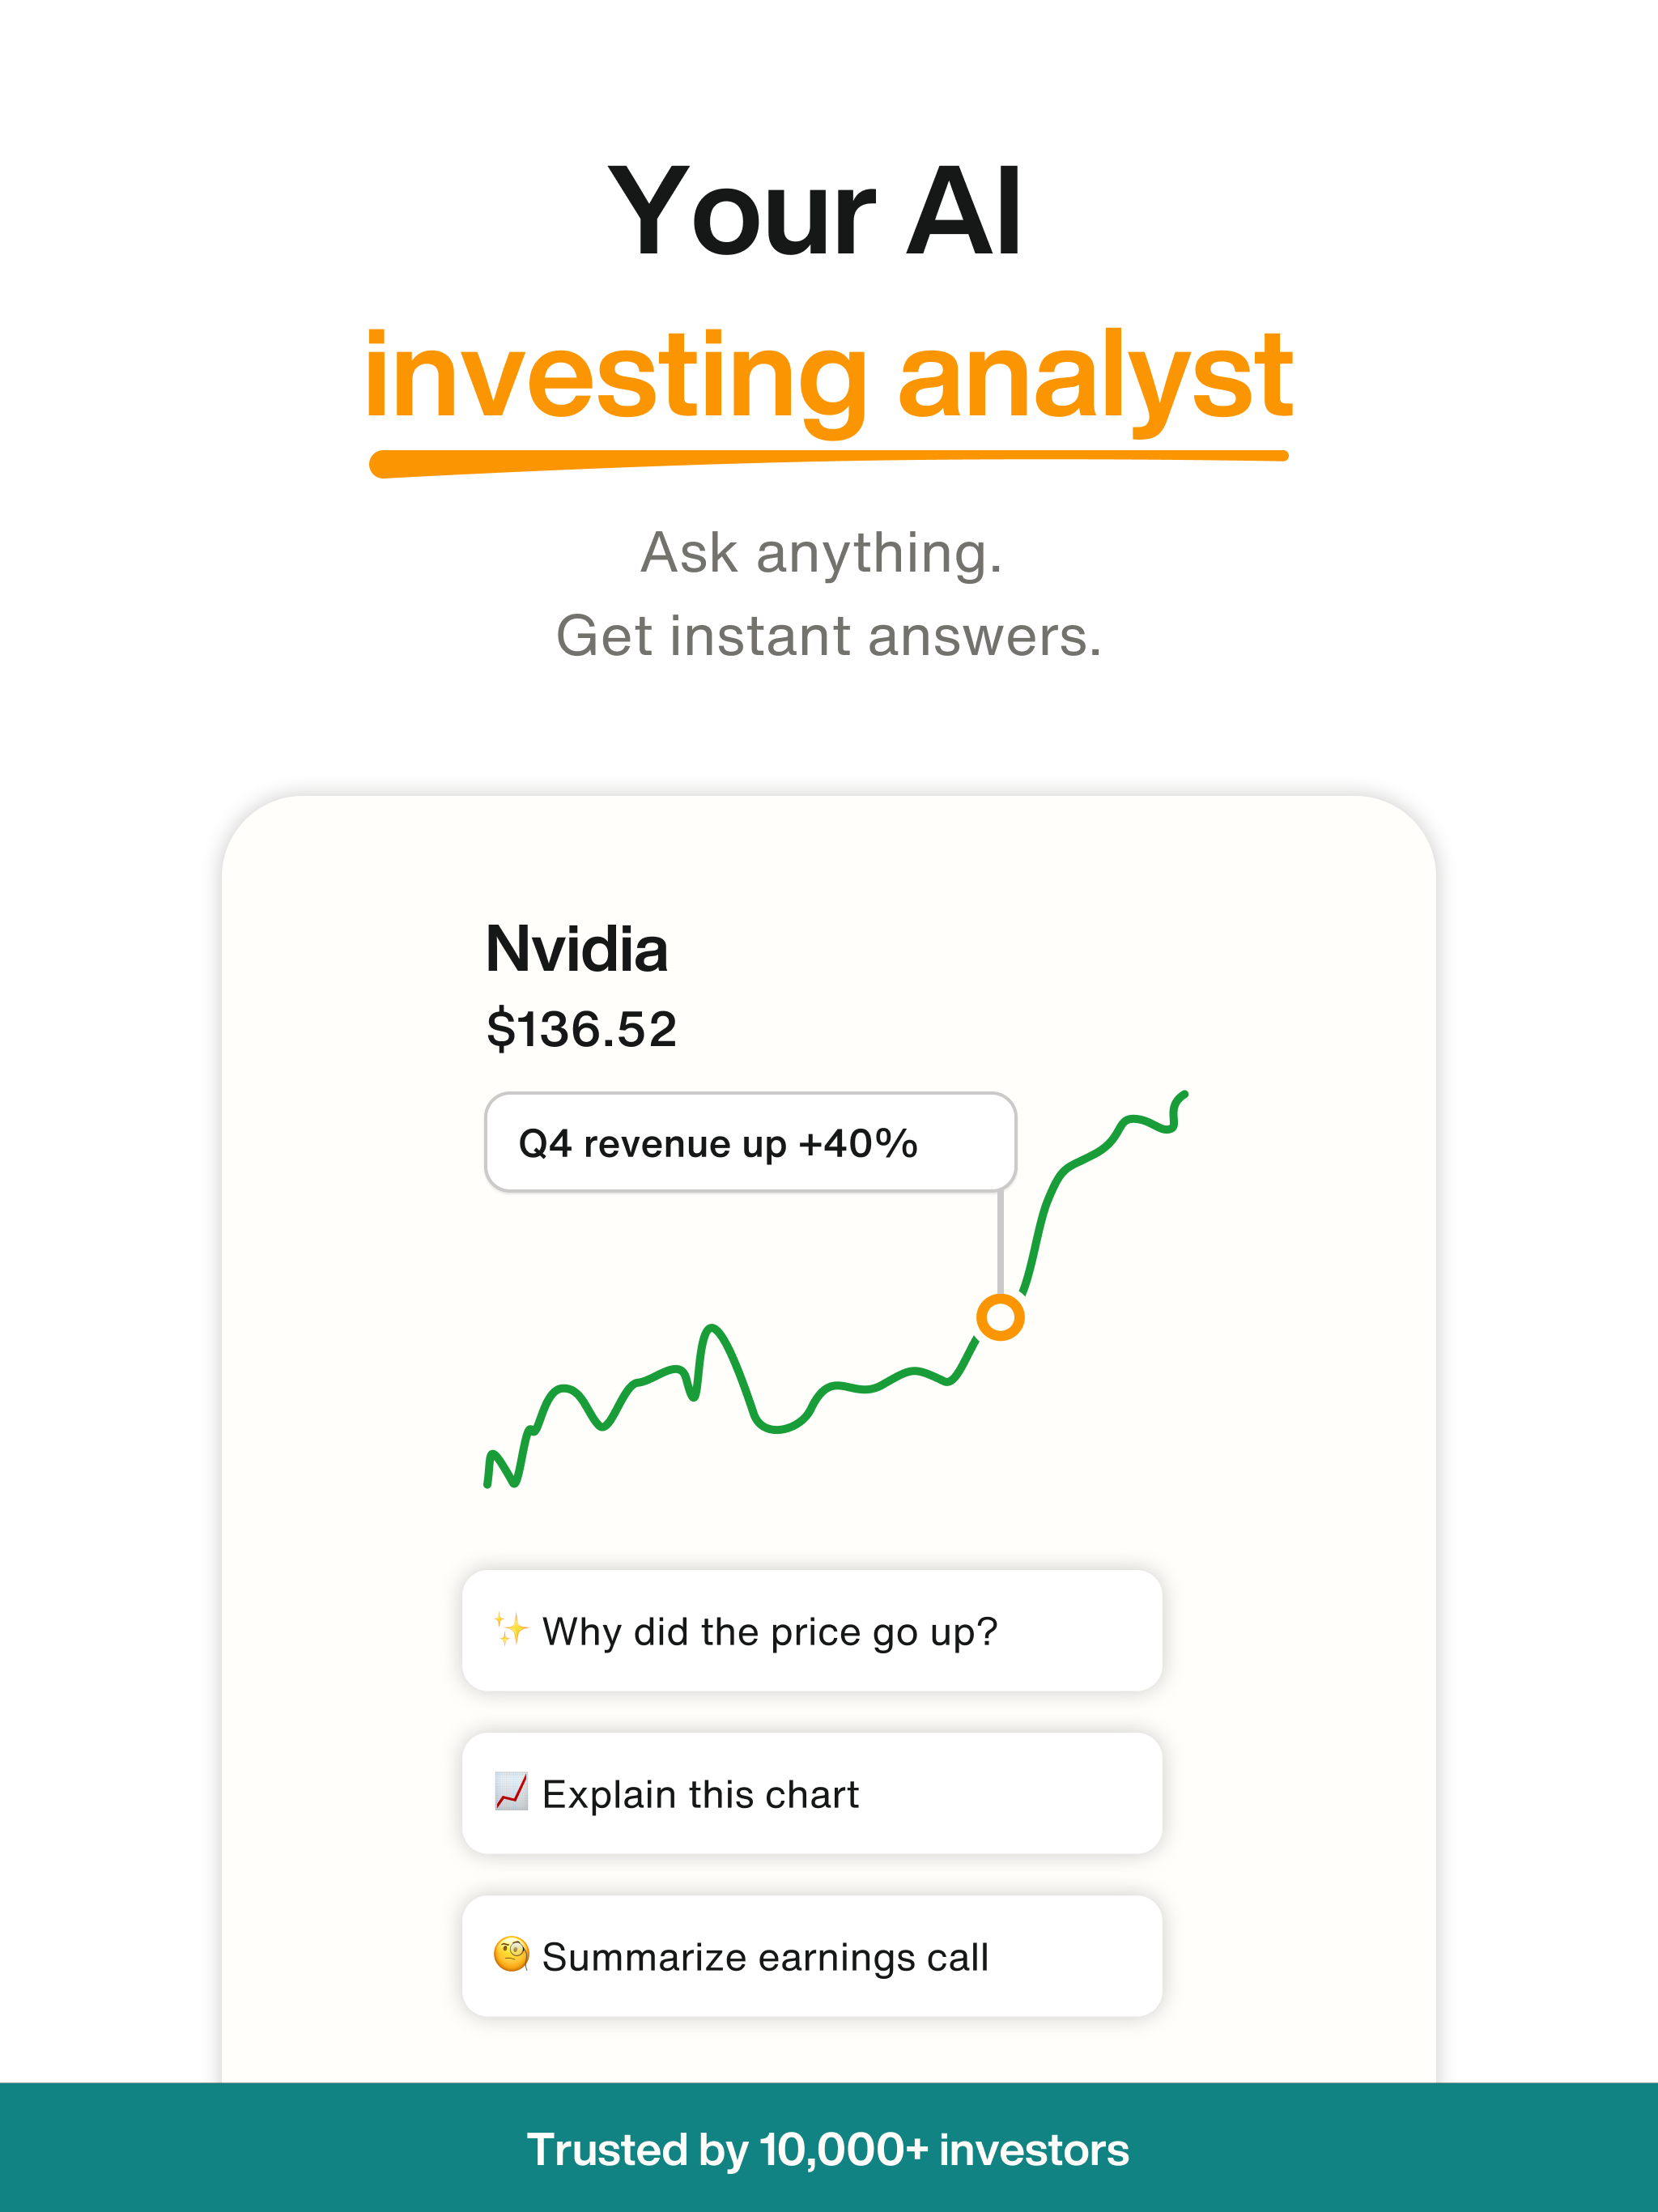 Your AI
investing analyst
Ask anything.
Get instant answers.
Nvidia
$136.52
Q4 revenue up +40%
✨ Why did the price go up?
📈 Explain this chart
🧐 Summarize earnings call
Trusted by 10,000+ investors